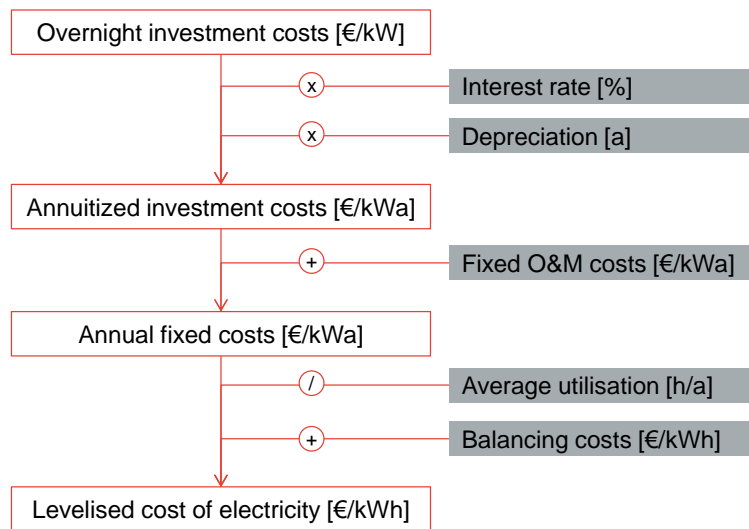 Overnight investment costs [€/kW]
x
Interest rate [%]
x
Depreciation [a]
Annuitized investment costs [€/kWa]
+
Fixed O&M costs [€/kWa]
Annual fixed costs [€/kWa]
/
Average utilisation [h/a]
+
Balancing costs [€/kWh]
Levelised cost of electricity [€/kWh]